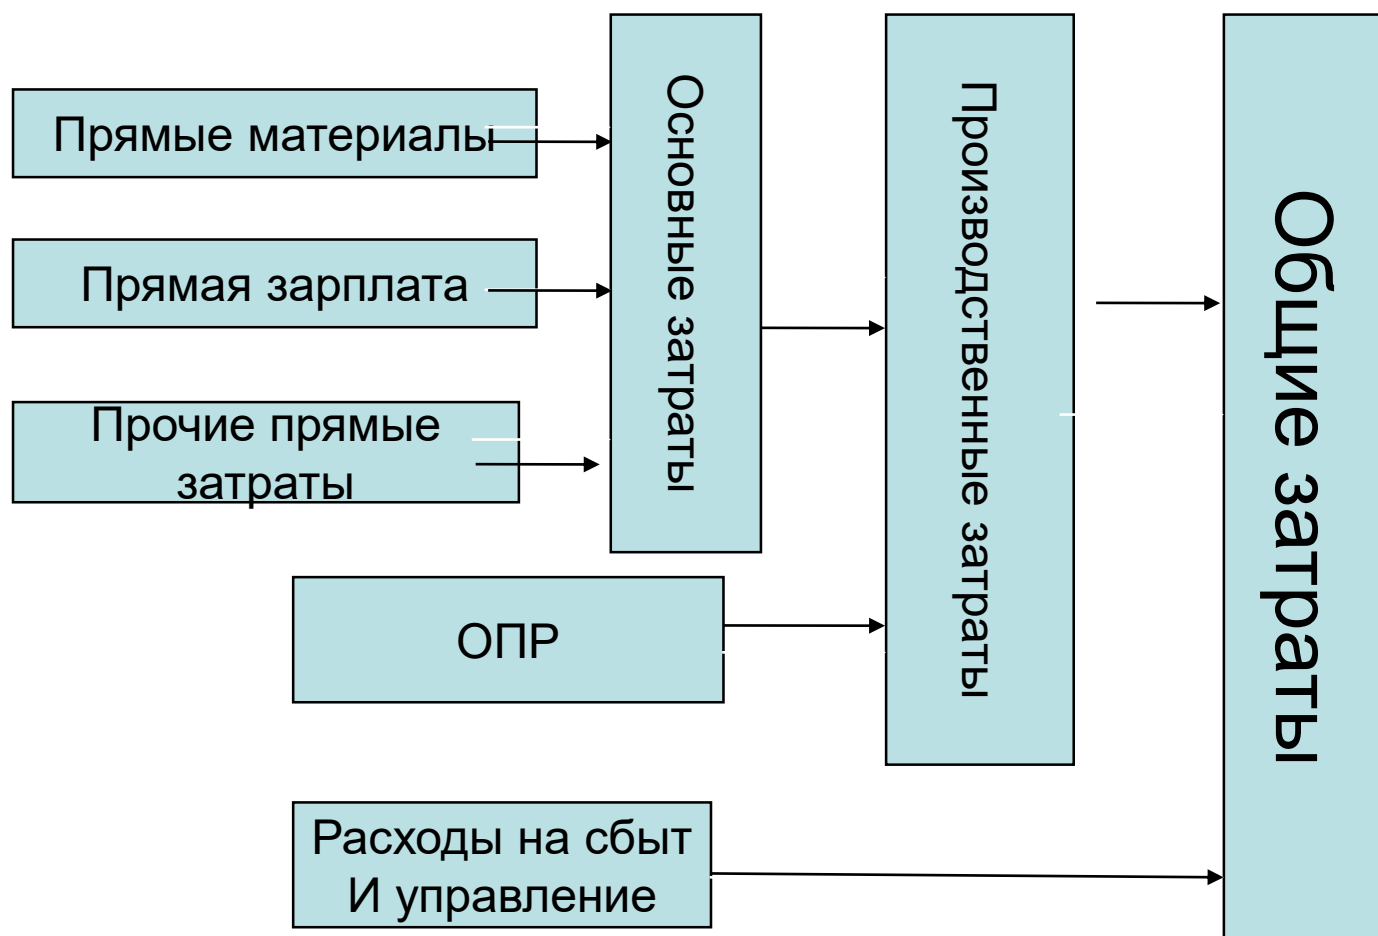 Прямые материалы
Прямая зарплата
Прочие прямые
затраты
Основные затраты
ОПР
Производственные затраты
Расходы на сбыт
И управление
Общие затраты